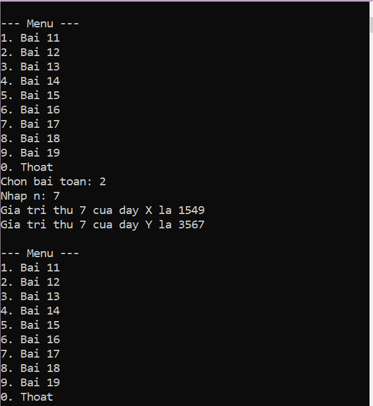 --- Menu ---
1. Bai 11
2. Bai 12
3. Bai 13
4. Bai 14
5. Bai 15
6. Bai 16
7. Bai 17
8. Bai 18
9. Bai 19
0. Thoat
Chon bai toan: 2
Nhap n: 7
Gia tri thu 7 cua day X la 1549
Gia tri thu 7 cua day Y la 3567
--- Menu ---
1. Bai 11
2. Bai 12
3. Bai 13
4. Bai 14
5. Bai 15
6. Bai 16
7. Bai 17
8. Bai 18
9. Bai 19
0. Thoat